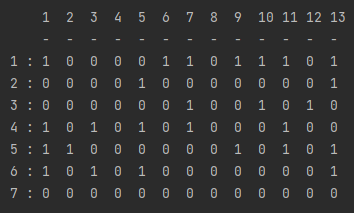 1 2 3 4 5 6 7 8 9 10 11 12 13
- - - - - - - - - - - - -
1 : 1 0 0 0 0 1 1 0 1 1 1 0 1
2 : 0 0 0 0 1 0 0 0 0 0 0 0 1
3 : 0 0 0 0 0 0 1 0 0 1 0 1 0
4 : 1 0 1 0 1 0 1 0 0 0 1 0 0
5 : 1 1 0 0 0 0 0 0 1 0 1 0 1
6 : 1 0 1 0 1 0 0 0 0 0 0 0 1
7 : 0 0 0 0 0 0 0 0 0 0 0 0 0